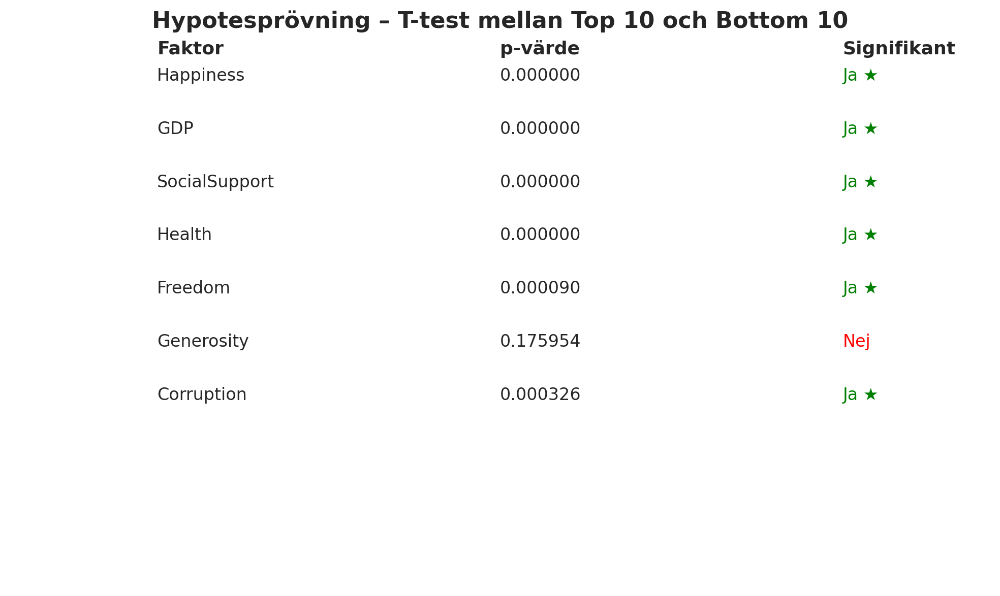 Hypotesprövning – T-test mellan Top 10 och Bottom 10
Faktor p-värde Signifikant
Happiness 0.000000 Ja ★
GDP 0.000000 Ja ★
SocialSupport 0.000000 Ja ★
Health 0.000000 Ja ★
Freedom 0.000090 Ja ★
Generosity 0.175954 Nej
Corruption 0.000326 Ja ★